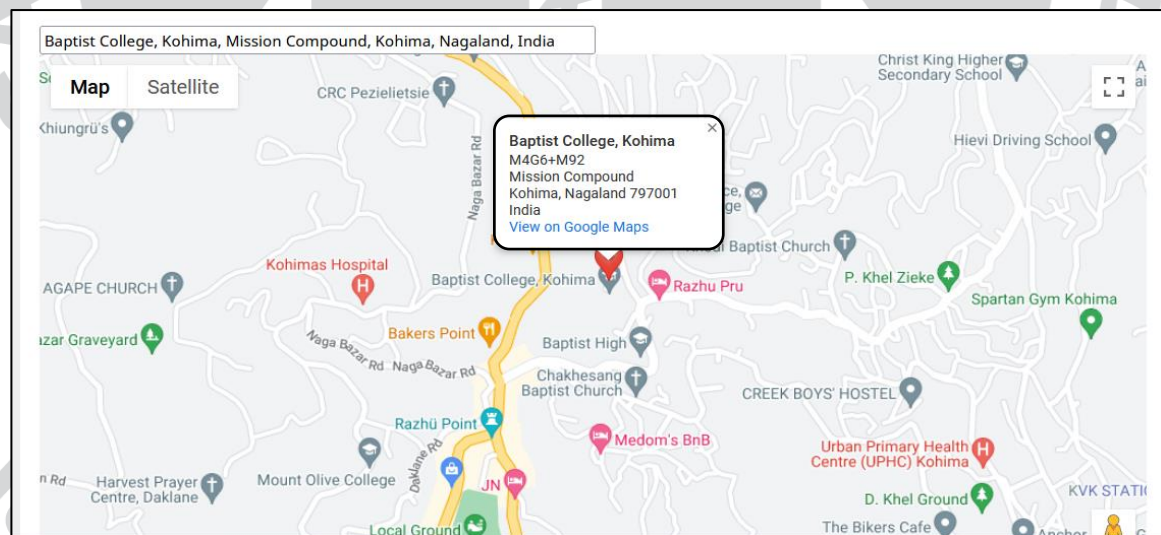 Baptist College, Kohima, Mission Compound, Kohima, Nagaland, India
Map
Satellite
CRC Pezielietsie
Christ King Higher
Secondary School
Khiungrü's
Hievi Driving School
Naga Bazar Rd
Baptist College, Kohima
M4G6+M92
Mission Compound
Kohima, Nagaland 797001
India
View on Google Maps
×
Baptist Church
Kohimas Hospital
H
Baptist College, Kohima
Razhu Pru
P. Khel Zieke
AGAPE CHURCH
Spartan Gym Kohima
Graveyard
Bakers Point
Baptist High
Naga Bazar Rd
Naga Bazar Rd
Chakhesang
Baptist Church
CREEK BOYS' HOSTEL
Razhü Point
Medom's BnB
Urban Primary Health
Centre (UPHC) Kohima
H
Daklane Rd
Mount Olive College
JN
Rd
Harvest Prayer
Centre, Daklane
D. Khel Ground
KVK
Local Ground
The Bikers Cafe